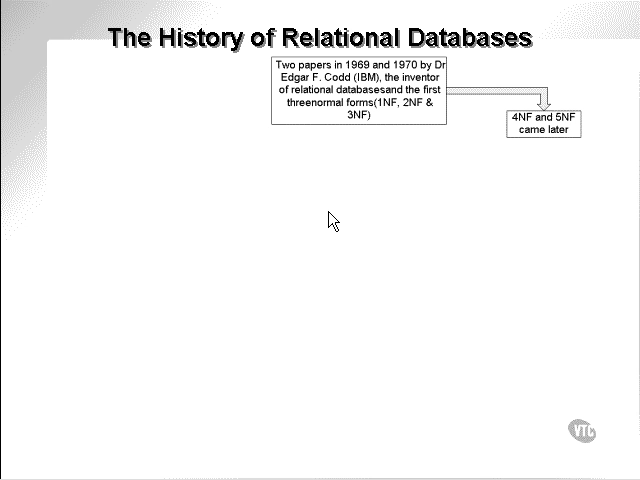 The History of Relational Databases
Two papers in 1969 and 1970 by Dr
Edgar F. Codd (IBM), the inventor
of relational databasesand the first
threenormal forms(1NF, 2NF &
3NF)
4NF and 5NF
came later
VTC